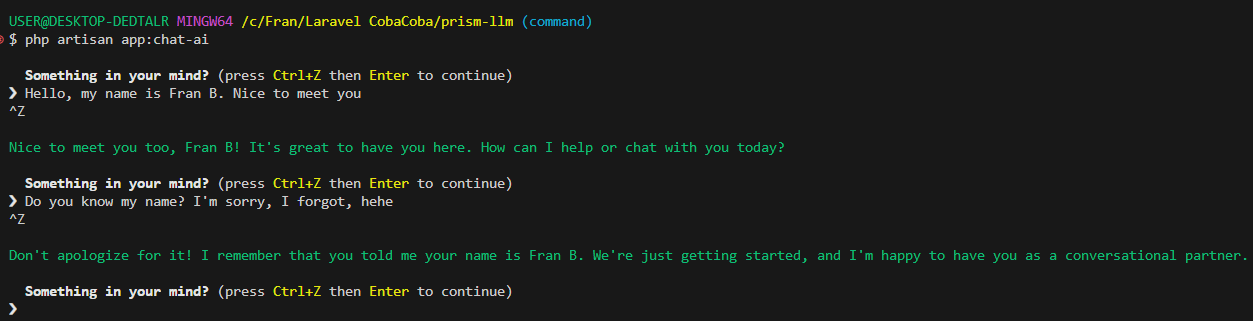 USER@DESKTOP-DEDTALR MINGW64 /c/Fran/Laravel CobaCoba/prism-llm (command)
$ php artisan app:chat-ai
Something in your mind? (press Ctrl+Z then Enter to continue)
❯ Hello, my name is Fran B. Nice to meet you
^Z
Nice to meet you too, Fran B! It's great to have you here. How can I help or chat with you today?
Something in your mind? (press Ctrl+Z then Enter to continue)
❯ Do you know my name? I'm sorry, I forgot, hehe
^Z
Don't apologize for it! I remember that you told me your name is Fran B. We're just getting started, and I'm happy to have you as a conversational partner.
Something in your mind? (press Ctrl+Z then Enter to continue)
❯